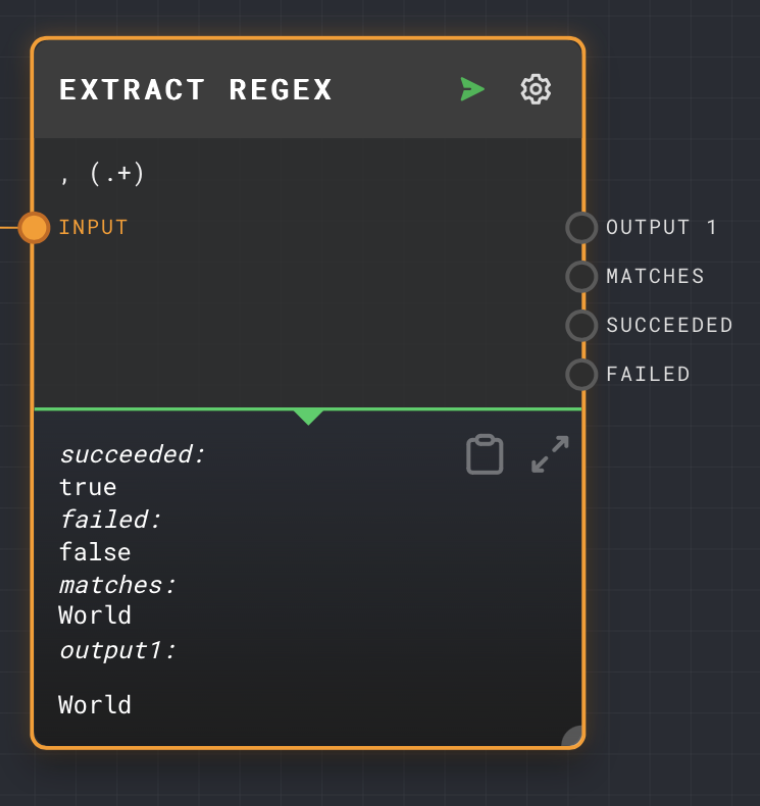 EXTRACT REGEX
, (.+)
INPUT
OUTPUT 1
MATCHES
SUCCEEDED
FAILED
succeeded:
true
failed:
false
matches:
World
output1:
World